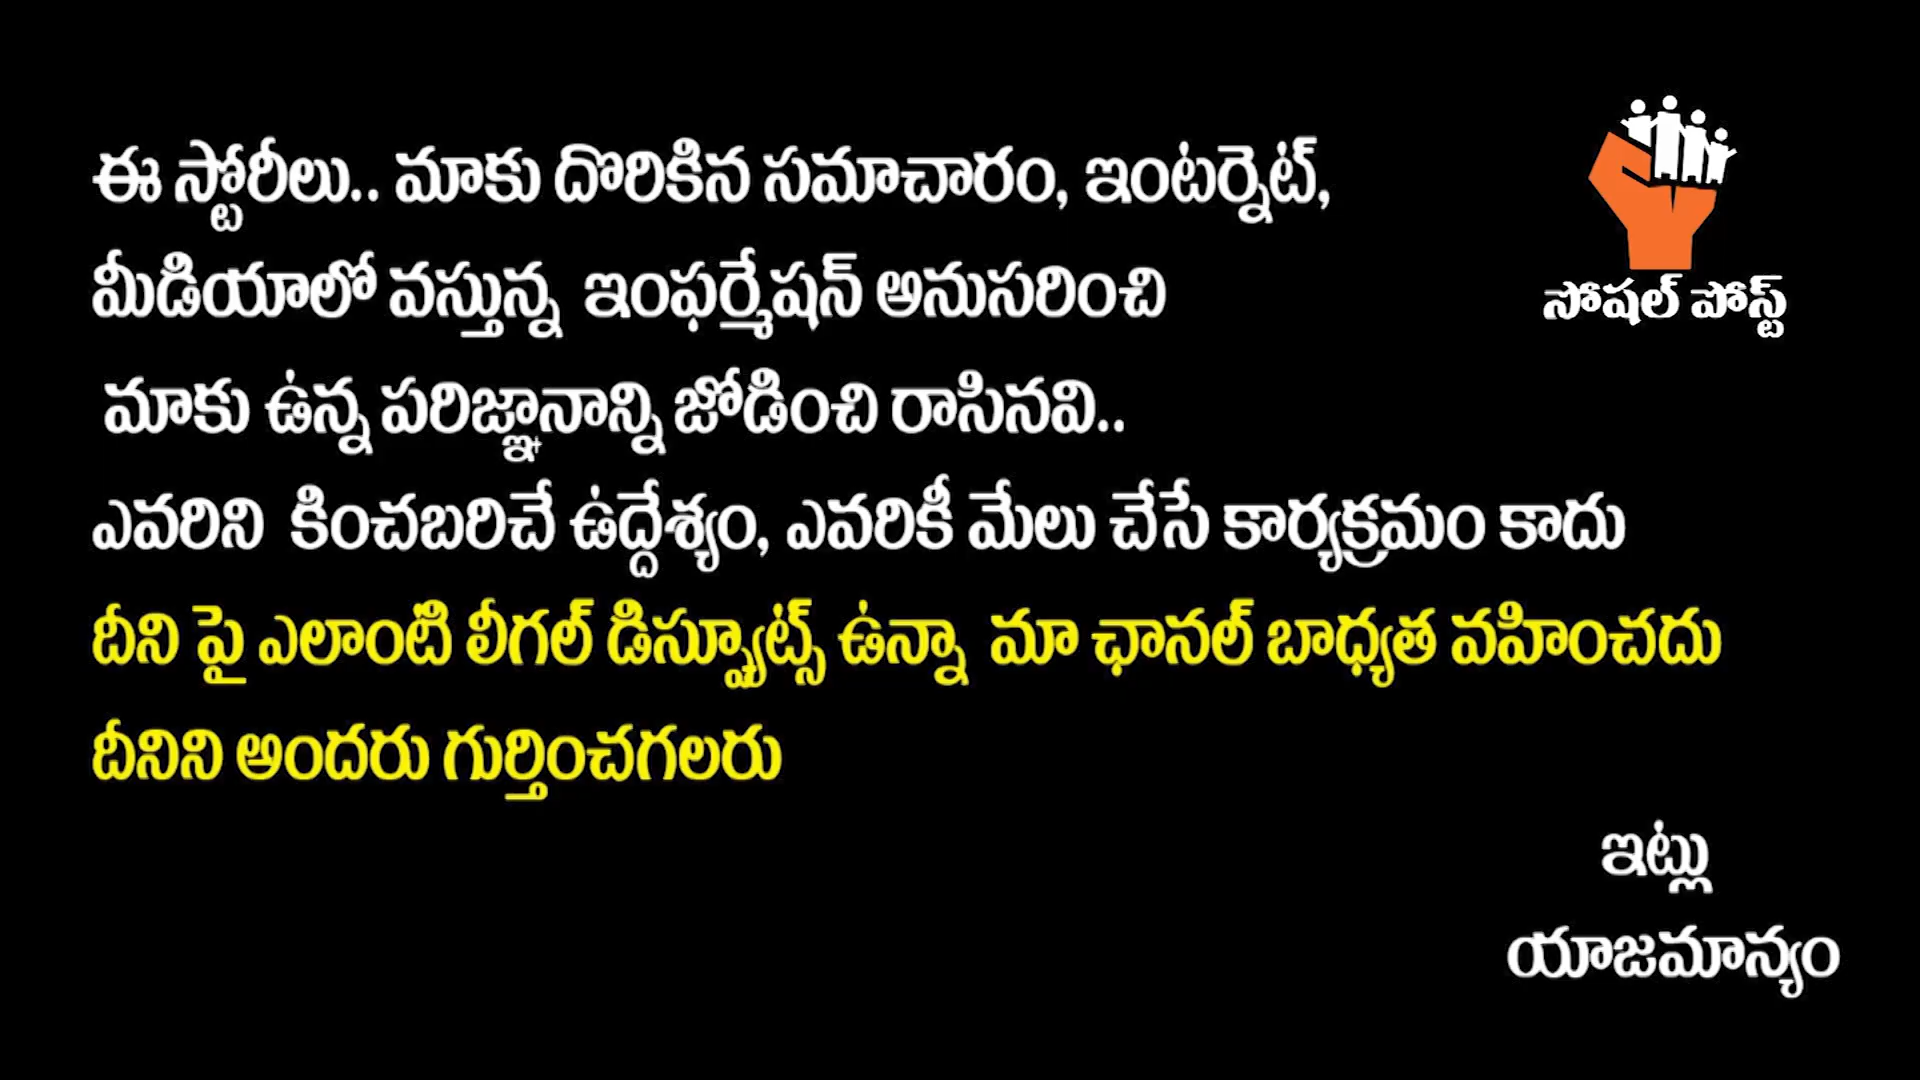 ఈ స్టోరీలు.. మాకు దొరికిన సమాచారం, ఇంటర్నెట్,
మీడియాలో వస్తున్న ఇంఫర్మేషన్ అనుసరించి
మాకు ఉన్న పరిజ్ఞానాన్ని జోడించి రాసినవి..
ఎవరిని కించబరిచే ఉద్దేశ్యం, ఎవరికీ మేలు చేసే కార్యక్రమం కాదు
దీని పై ఎలాంటి లీగల్ డిస్ప్యూట్స్ ఉన్నా మా ఛానల్ బాధ్యత వహించదు
దీనిని అందరు గుర్తించగలరు
ఇట్లు
యాజమాన్యం
సోషల్ పోస్ట్